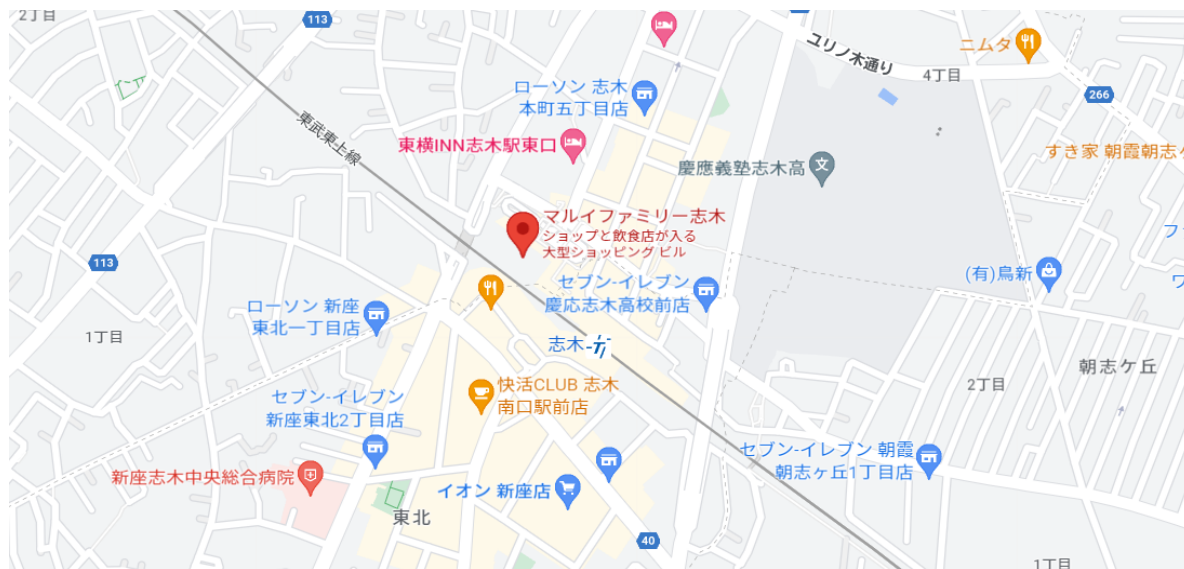 2丁目
113
ユリノ木通り
ニムタ
4丁目
266
ローソン 志木
本町五丁目店
東武東上線
東横INN志木駅東口
慶應義塾志木高
すき家 朝霞朝志ケ
マルイファミリー志木
ショップと飲食店が入る
大型ショッピング ビル
113
フ
(有)鳥新
ワ
セブン-イレブン
慶応志木高校前店
ローソン 新座
東北一丁目店
1丁目
志木
朝志ケ丘
2丁目
快活CLUB 志木
南口駅前店
セブン-イレブン
新座東北2丁目店
セブン-イレブン 朝霞
朝志ヶ丘1丁目店
新座志木中央総合病院
イオン 新座店
東北
40
1丁目